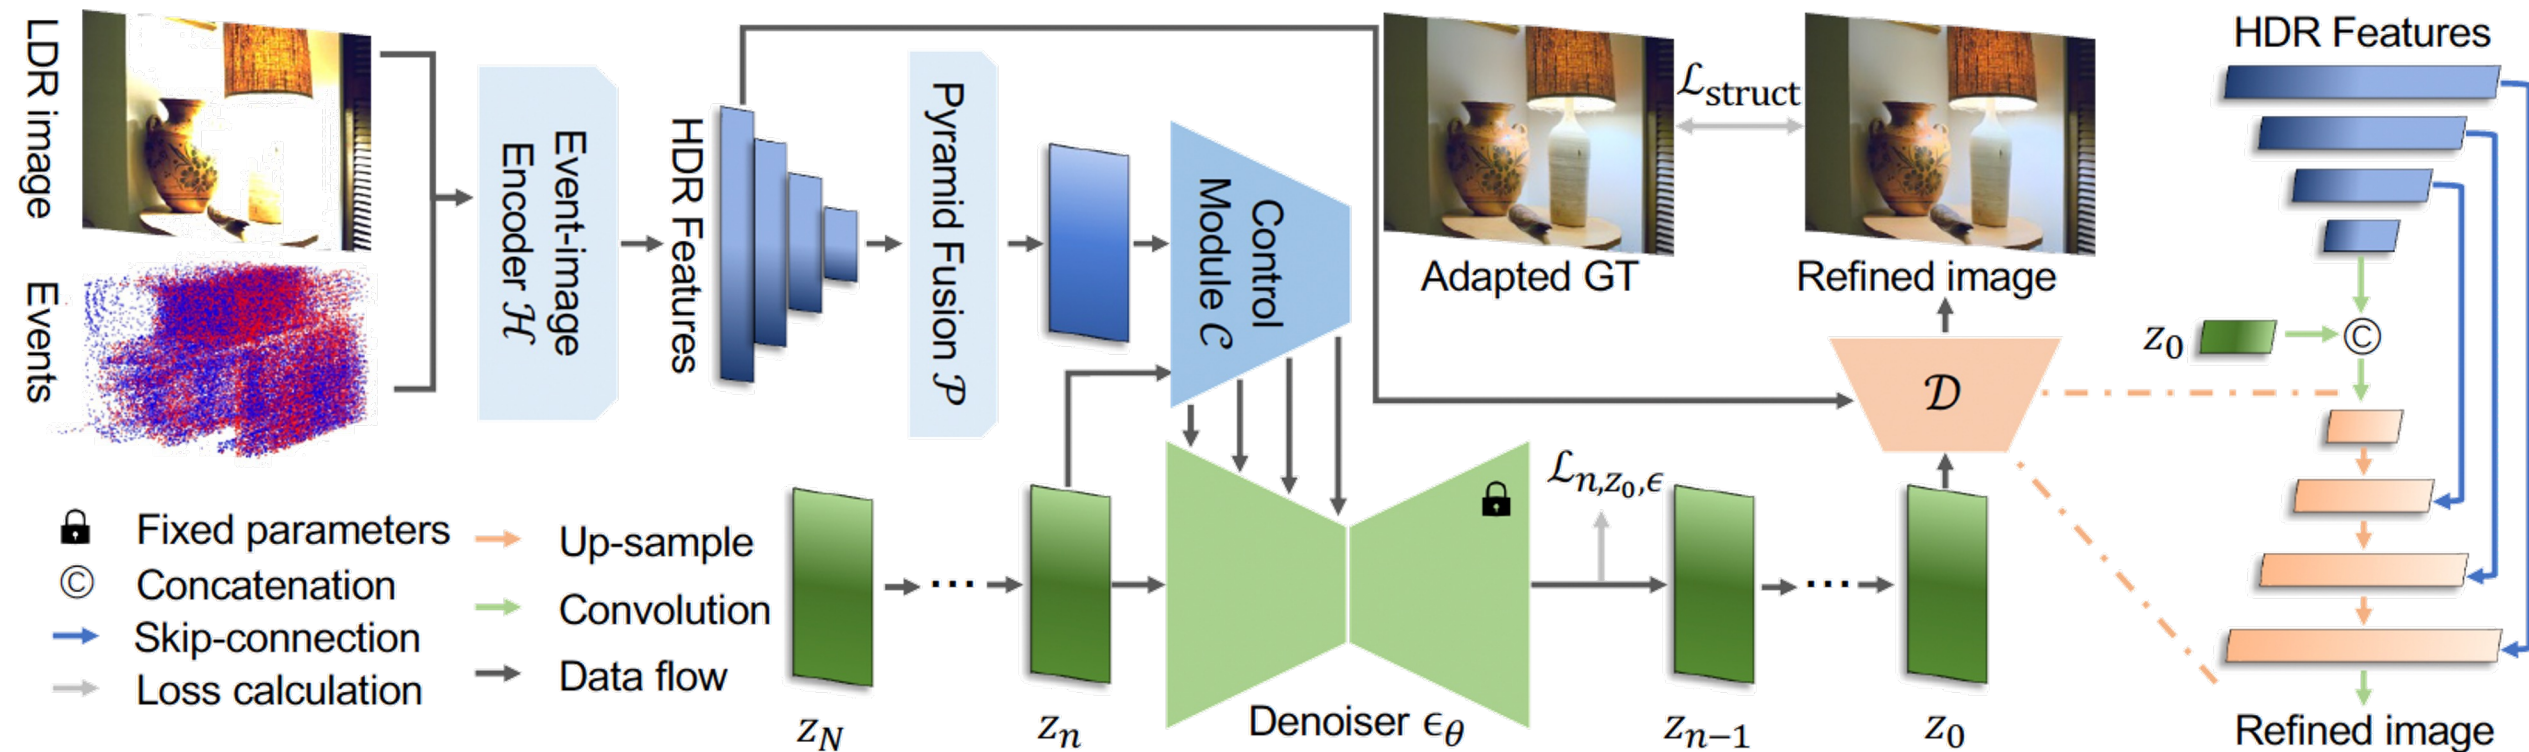 LDR image
Events
Event-image
Encoder ℋ
HDR Features
Pyramid Fusion 𝒫
Control
Module 𝒞
Adapted GT
ℒstruct
Refined image
𝒟
ℒn,z₀,ϵ
Denoiser ϵθ
zN
···
zn
zn−1
···
z0
Fixed parameters
© Concatenation
Skip-connection
Loss calculation
Up-sample
Convolution
Data flow
HDR Features
z0
©
Refined image